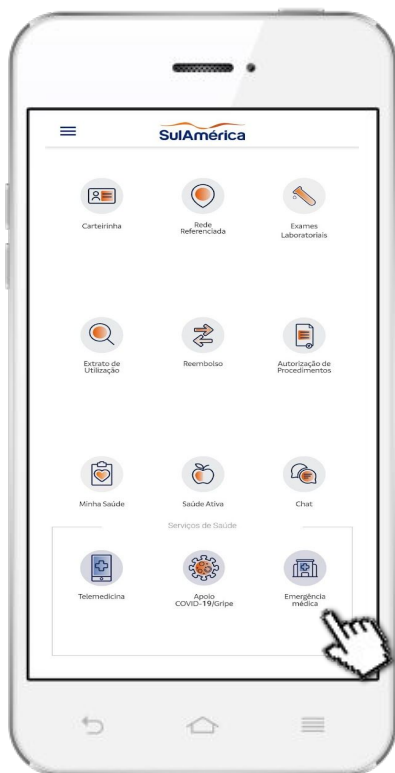 SulAmérica
Carteirinha
Rede
Referenciada
Exames
Laboratoriais
Extrato de
Utilização
Reembolso
Autorização de
Procedimentos
Minha Saúde
Saúde Ativa
Chat
Serviços de Saúde
Telemedicina
Apoio
COVID-19/Gripe
Emergência
médica